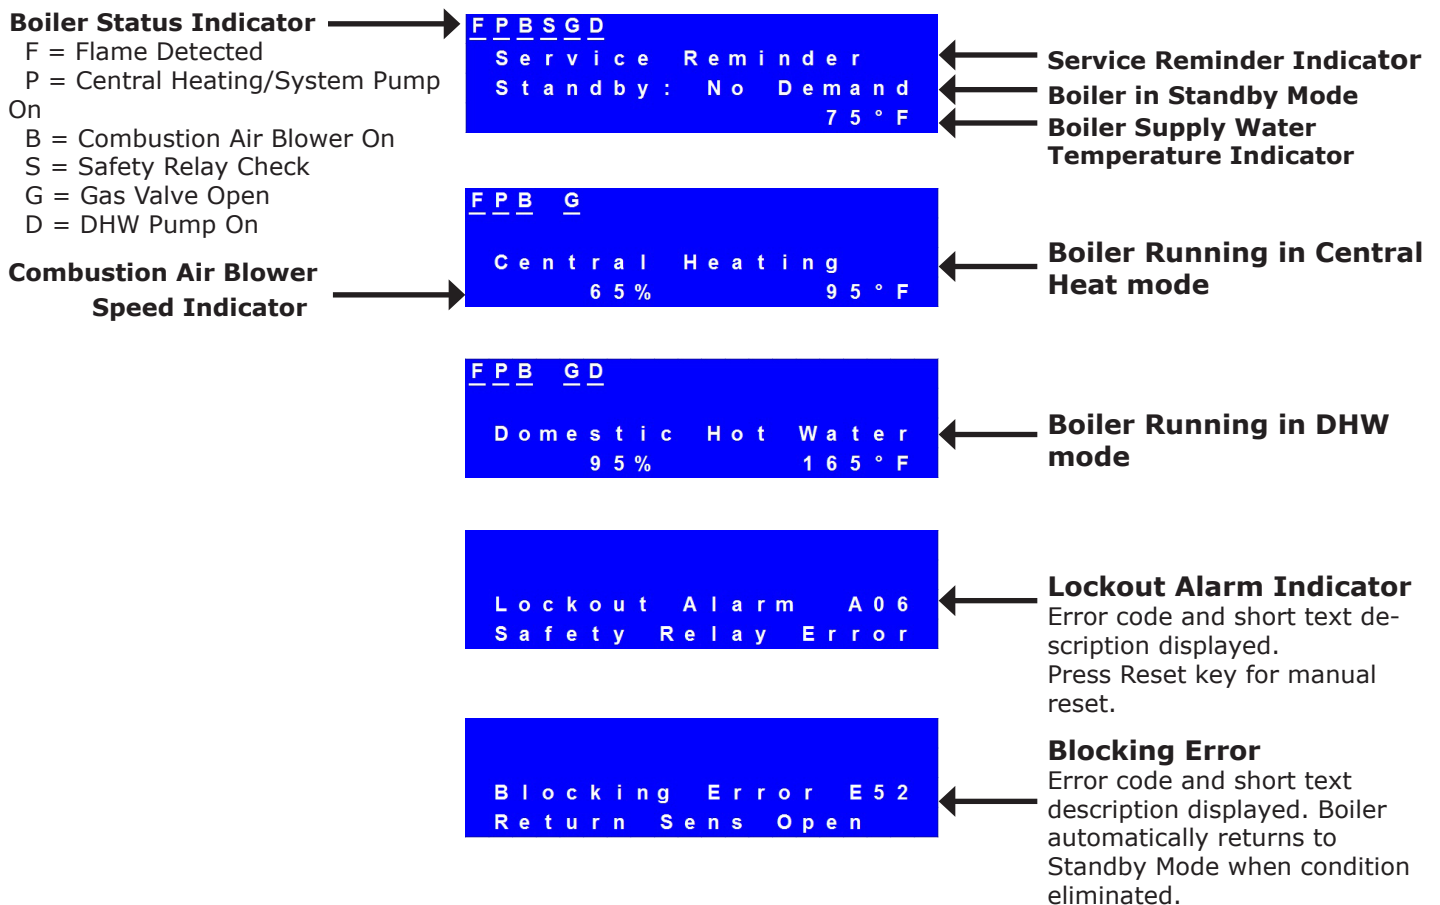 Boiler Status Indicator
F = Flame Detected
P = Central Heating/System Pump
On
B = Combustion Air Blower On
S = Safety Relay Check
G = Gas Valve Open
D = DHW Pump On
Combustion Air Blower
Speed Indicator
F P B S G D
Service Reminder
Standby: No Demand
75°F
Service Reminder Indicator
Boiler in Standby Mode
Boiler Supply Water
Temperature Indicator
F P B G
Central Heating
65% 95°F
Boiler Running in Central
Heat mode
F P B G D
Domestic Hot Water
95% 165°F
Boiler Running in DHW
mode
Lockout Alarm A06
Safety Relay Error
Lockout Alarm Indicator
Error code and short text de-
scription displayed.
Press Reset key for manual
reset.
Blocking Error E52
Return Sens Open
Blocking Error
Error code and short text
description displayed. Boiler
automatically returns to
Standby Mode when condition
eliminated.